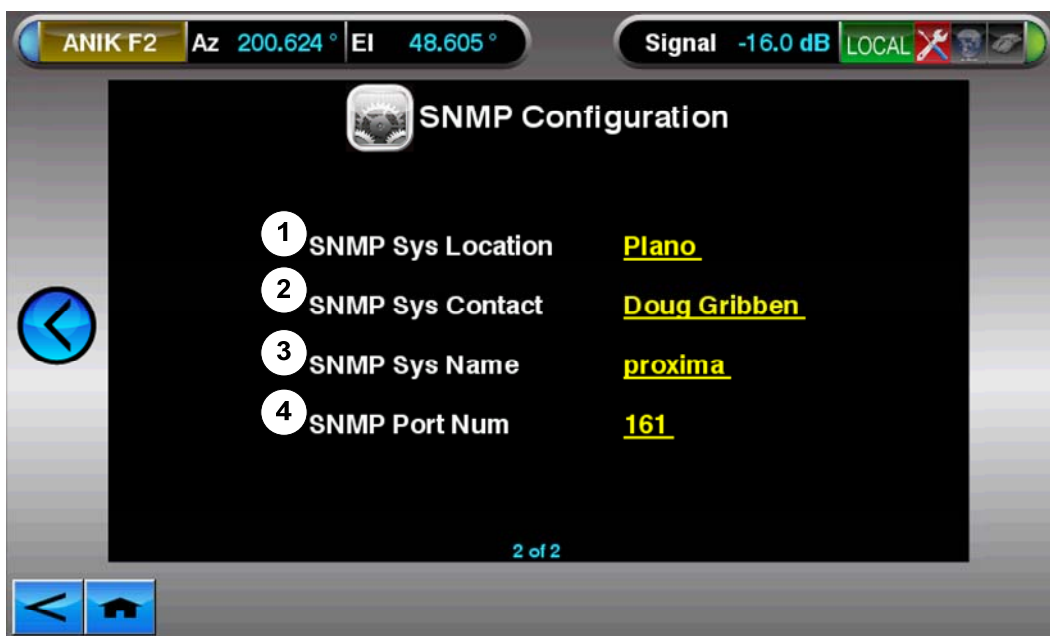 ANIK F2 Az 200.624 ° El 48.605 ° Signal -16.0 dB LOCAL
SNMP Configuration
1 SNMP Sys Location Plano
2 SNMP Sys Contact Doug Gribben
3 SNMP Sys Name proxima
4 SNMP Port Num 161
2 of 2